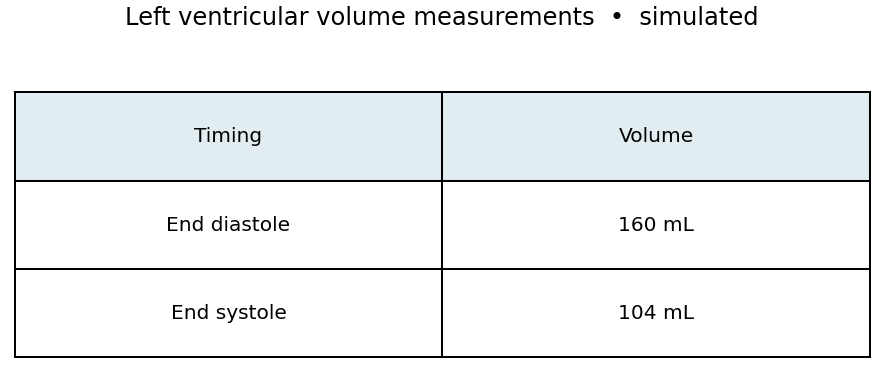 Left ventricular volume measurements • simulated
Timing Volume
End diastole 160 mL
End systole 104 mL